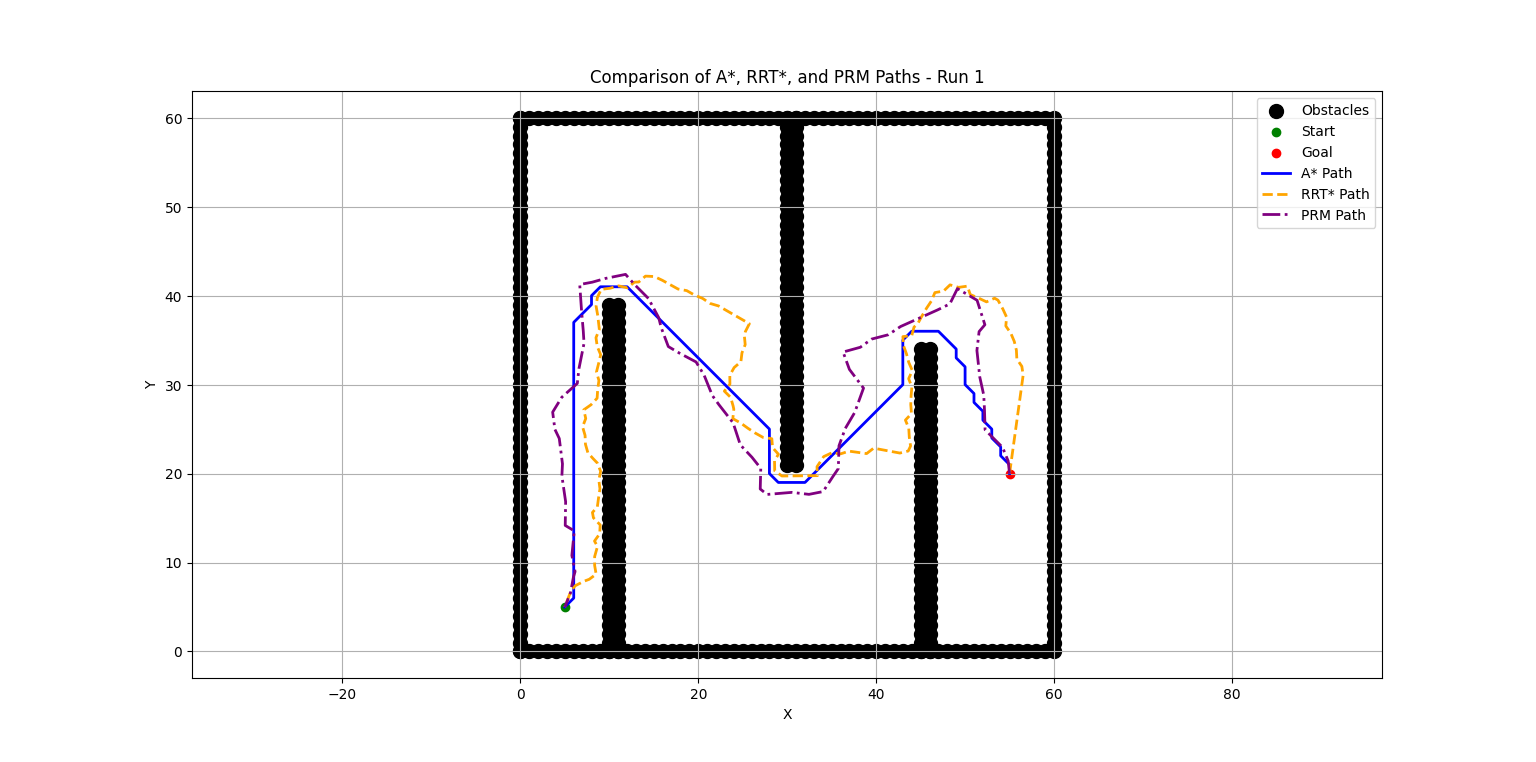 Comparison of A*, RRT*, and PRM Paths - Run 1
Obstacles
Start
Goal
A* Path
RRT* Path
PRM Path
60
50
40
30
20
10
0
Y
−20
0
20
40
60
80
X